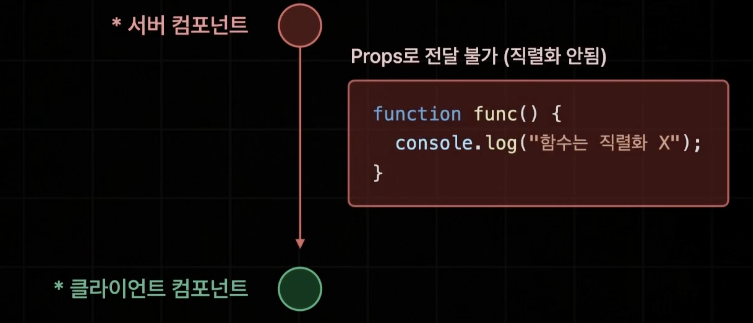 * 서버 컴포넌트
Props로 전달 불가 (직렬화 안됨)
function func() {
  console.log("함수는 직렬화 X");
}
* 클라이언트 컴포넌트